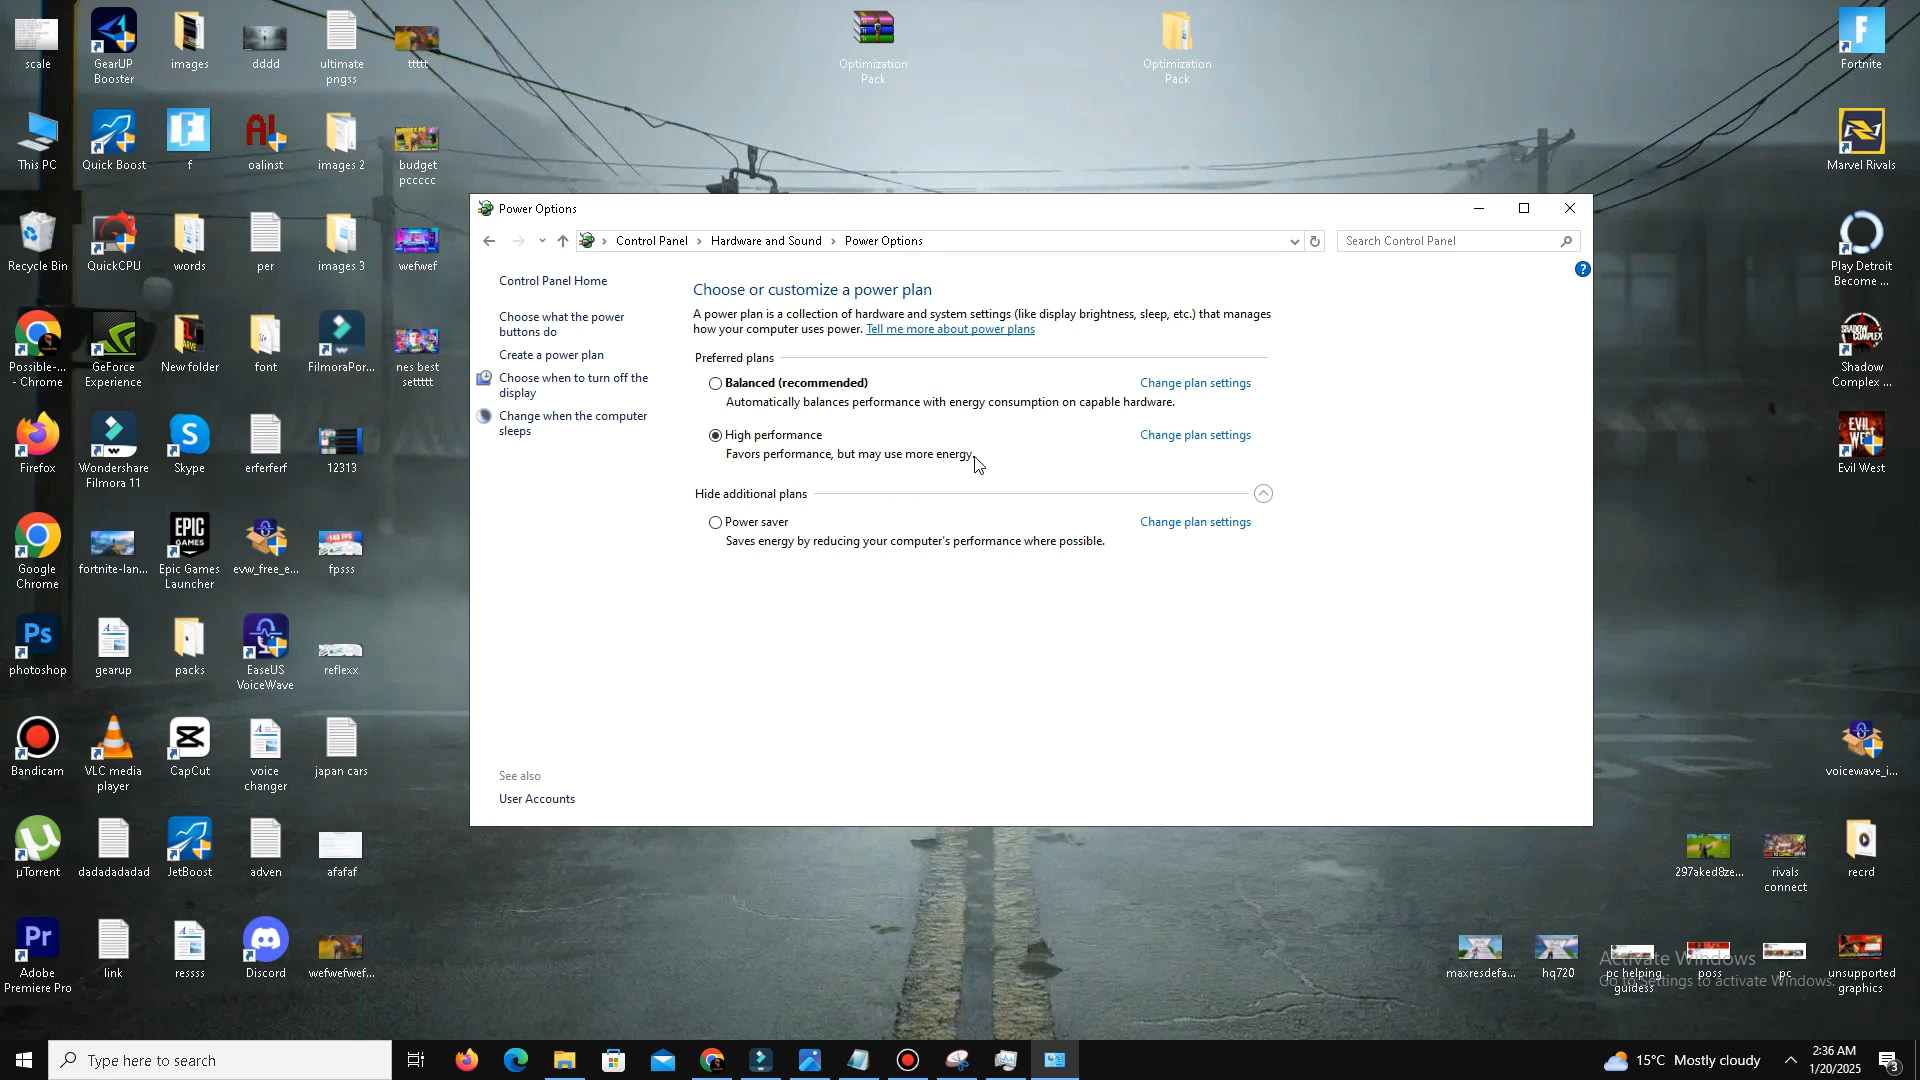 scale
GearUP
Booster
images
dddd
ultimate
pngss
ttttt
Optimization
Pack
Optimization
Pack
Fortnite
This PC
Quick Boost
f
oalinst
images 2
budget
pccccc
Marvel Rivals
Recycle Bin
QuickCPU
words
per
images 3
wefwef
Play Detroit
Become ...
Possible-...
- Chrome
GeForce
Experience
New folder
font
FilmoraPor...
nes best
settttt
Shadow
Complex ...
Firefox
Wondershare
Filmora 11
Skype
erferferf
12313
Evil West
Google
Chrome
fortnite-lan...
Epic Games
Launcher
evw_free_e...
fpsss
photoshop
gearup
packs
EaseUS
VoiceWave
reflexx
Bandicam
VLC media
player
CapCut
voice
changer
japan cars
voicewave_i...
µTorrent
dadadadadad
JetBoost
adven
afafaf
297aked8ze...
rivals
connect
recrd
Adobe
Premiere Pro
link
ressss
Discord
wefwefwef...
maxresdefa...
hq720
pc helping
guidess
poss
pc
unsupported
graphics
Power Options
Control Panel
Hardware and Sound
Power Options
Search Control Panel
Control Panel Home
Choose what the power
buttons do
Create a power plan
Choose when to turn off the
display
Change when the computer
sleeps
See also
User Accounts
Choose or customize a power plan
A power plan is a collection of hardware and system settings (like display brightness, sleep, etc.) that manages
how your computer uses power. Tell me more about power plans
Preferred plans
Balanced (recommended) Change plan settings
Automatically balances performance with energy consumption on capable hardware.
High performance Change plan settings
Favors performance, but may use more energy.
Hide additional plans
Power saver Change plan settings
Saves energy by reducing your computer's performance where possible.
Activate Windows
Go to Settings to activate Windows.
Type here to search
15°C Mostly cloudy
2:36 AM
1/20/2025
3